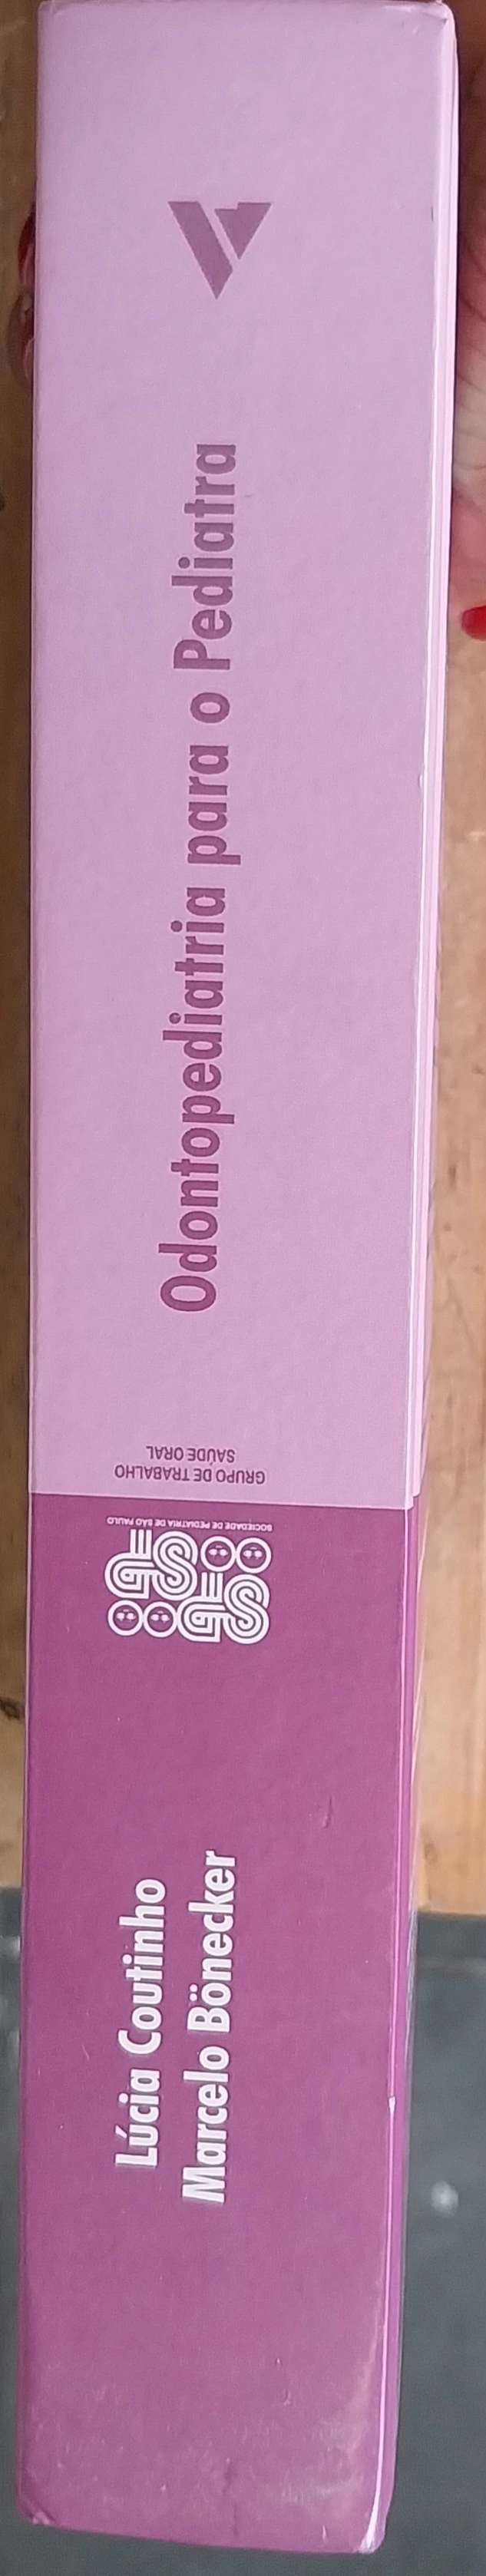 Lúcia Coutinho
Marcelo Bönecker
SOCIEDADE DE PEDIATRIA DE SÃO PAULO
GRUPO DE TRABALHO
SAÚDE ORAL
Odontopediatria para o Pediatra